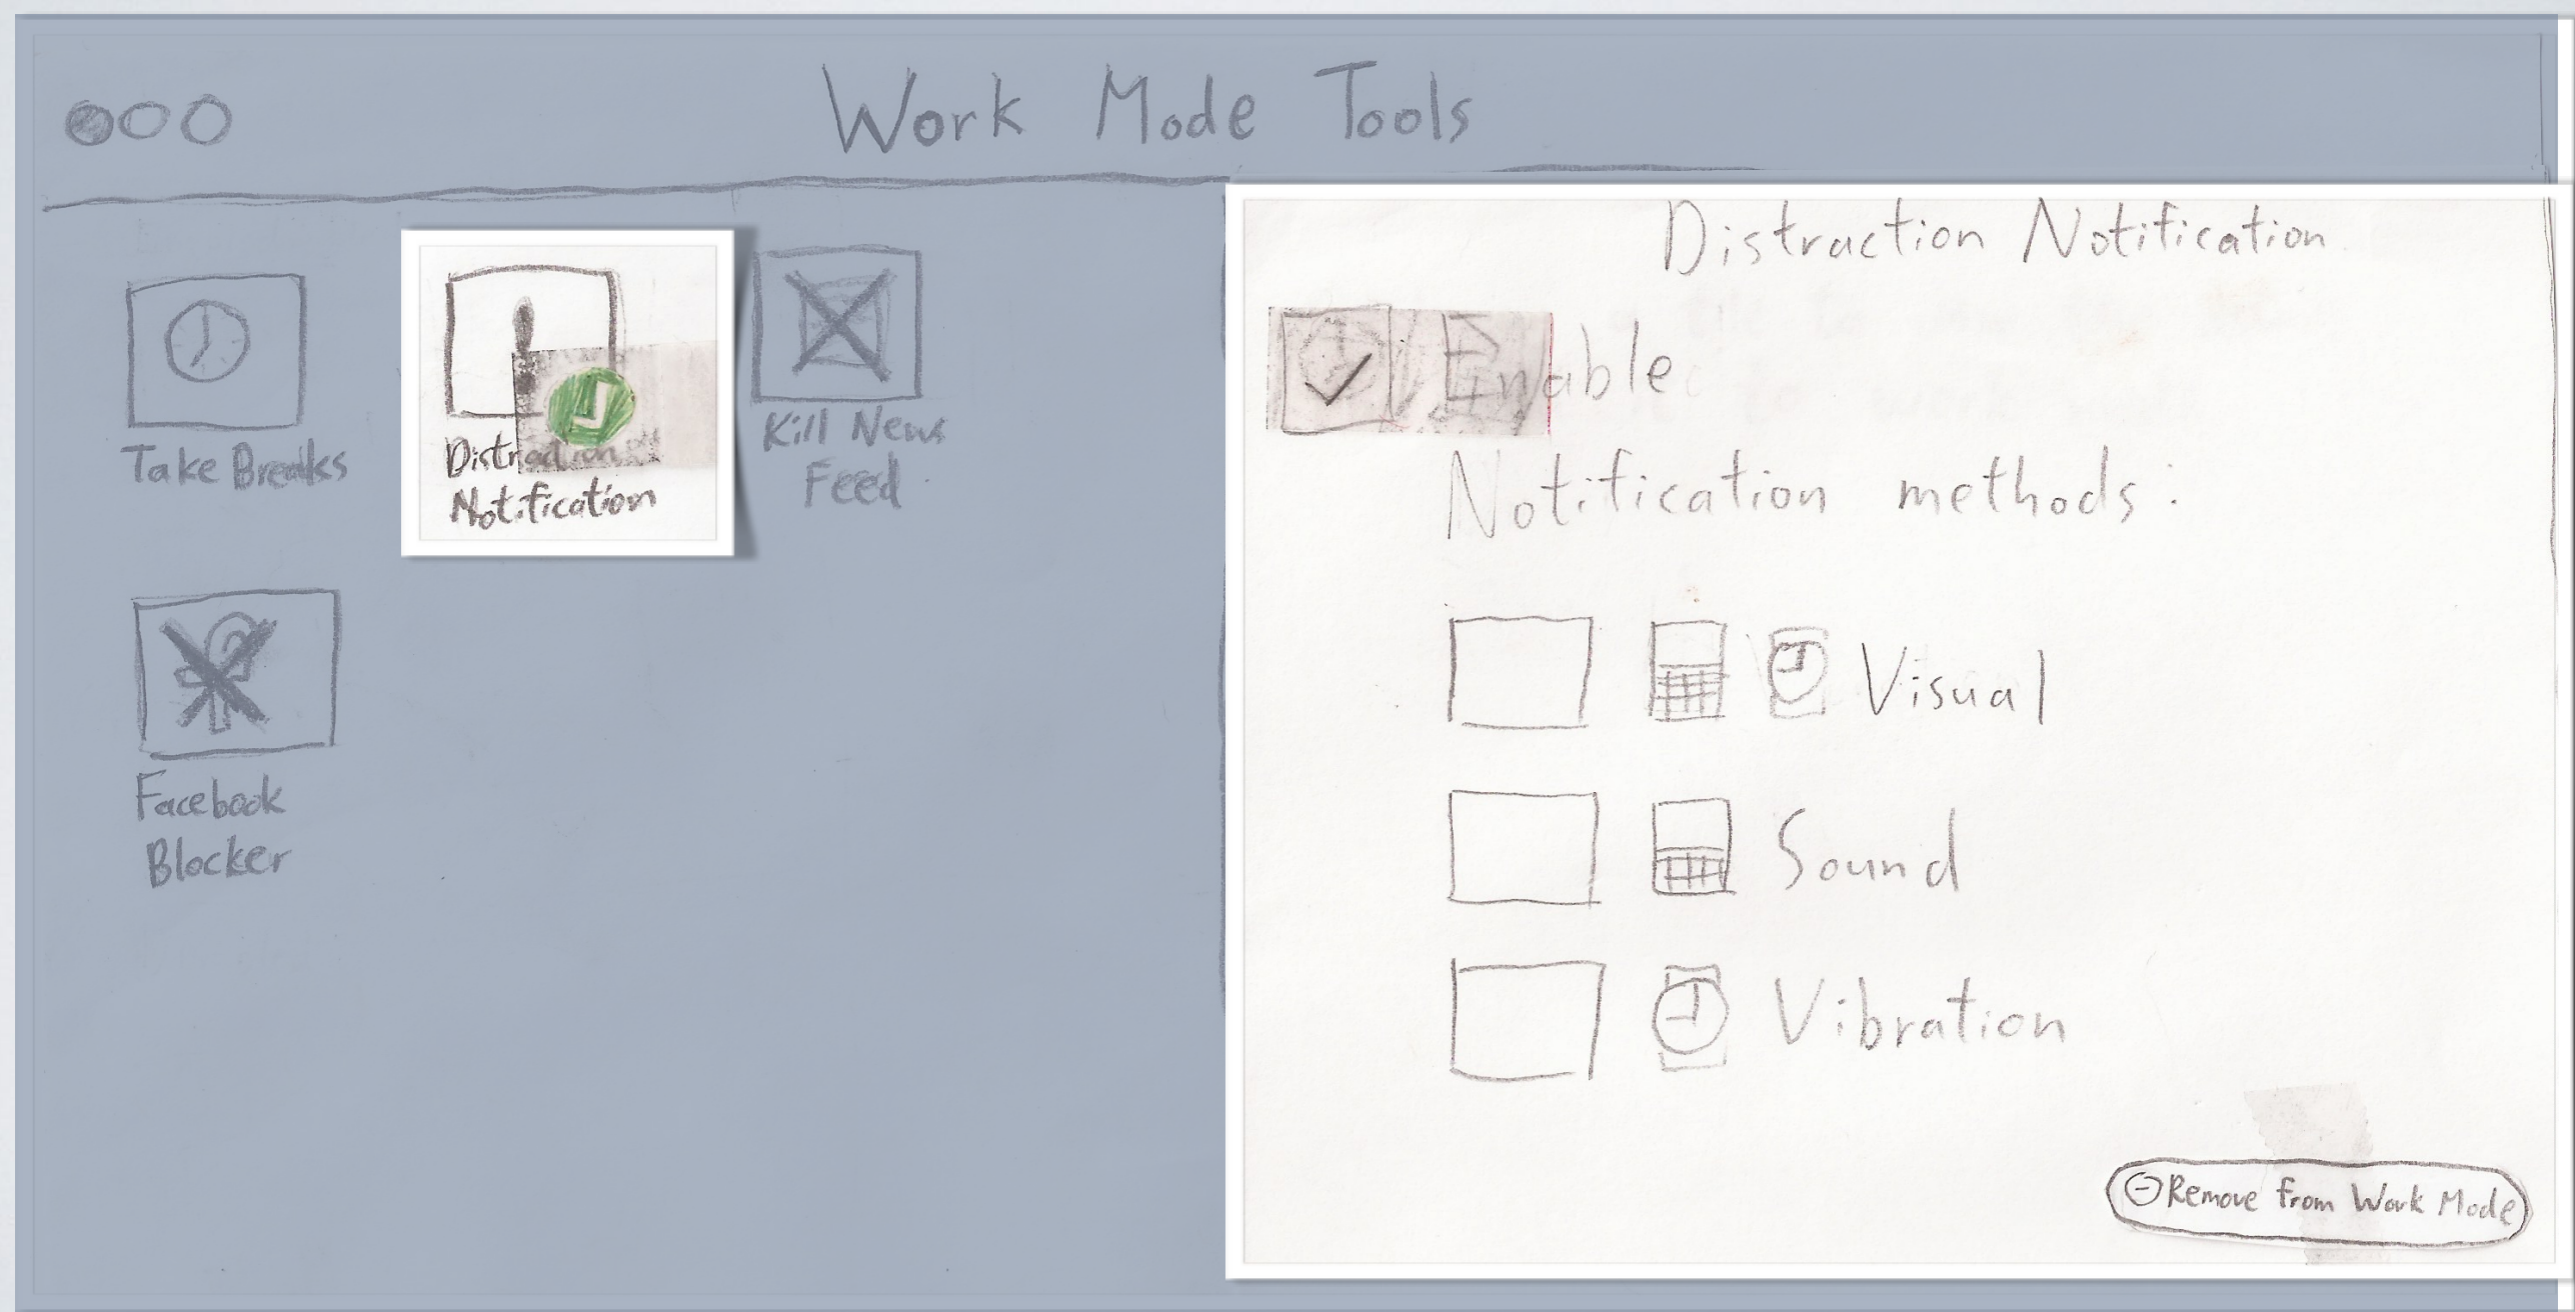 Work Mode Tools
Distraction Notification
Enable
Notification methods:
Visual
Sound
Vibration
Remove from Work Mode
Take Breaks
Distraction
Notification
Kill News
Feed
Facebook
Blocker